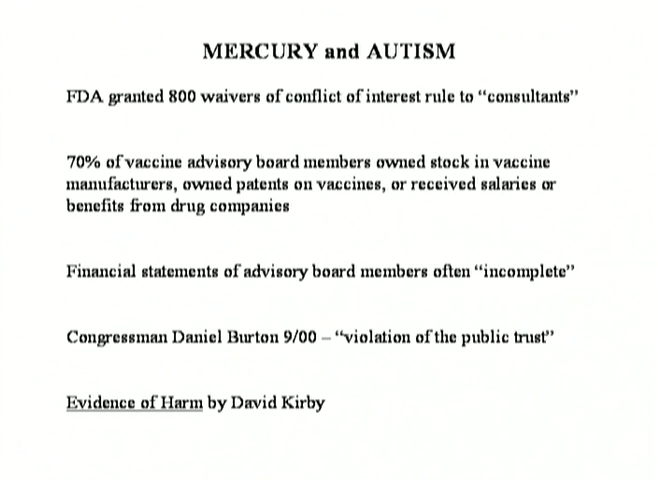 MERCURY and AUTISM
FDA granted 800 waivers of conflict of interest rule to “consultants”
70% of vaccine advisory board members owned stock in vaccine
manufacturers, owned patents on vaccines, or received salaries or
benefits from drug companies
Financial statements of advisory board members often “incomplete”
Congressman Daniel Burton 9/00 – “violation of the public trust”
Evidence of Harm by David Kirby